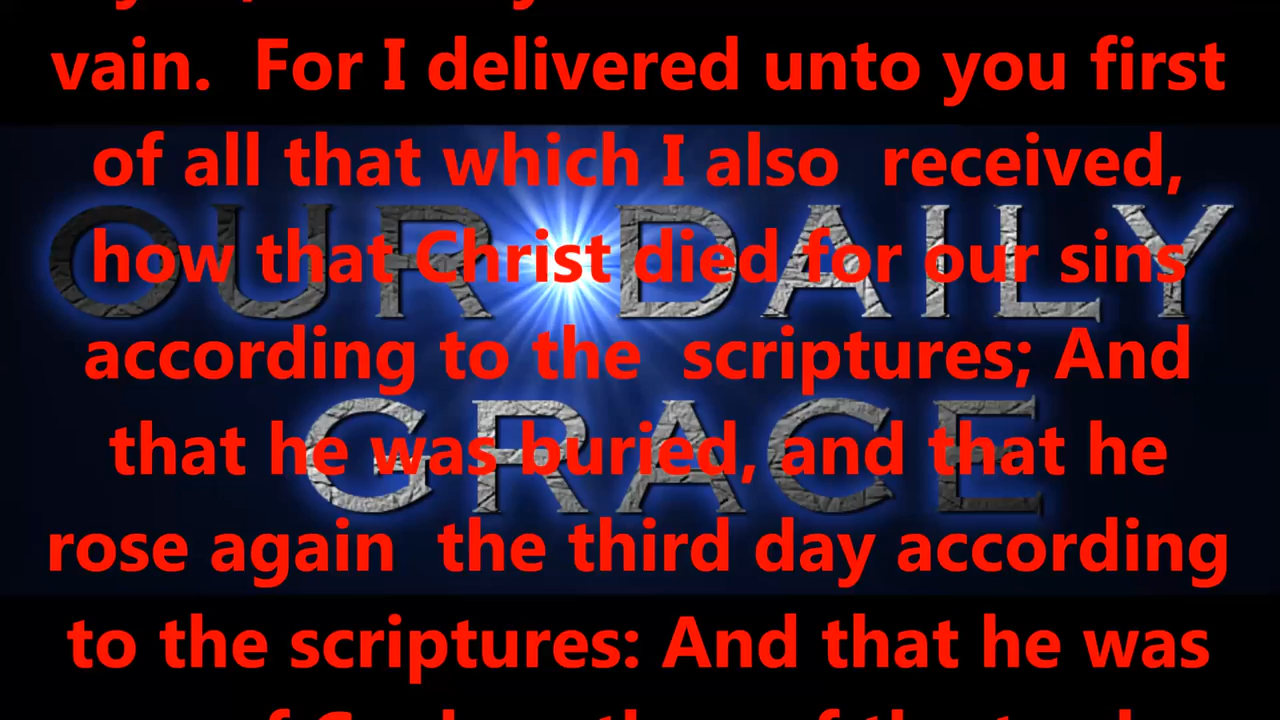 vain.  For I delivered unto you first
of all that which I also  received,
OUR DAILY
how that Christ died for our sins
according to the  scriptures; And
GRACE
that he was buried, and that he
rose again  the third day according
to the scriptures: And that he was